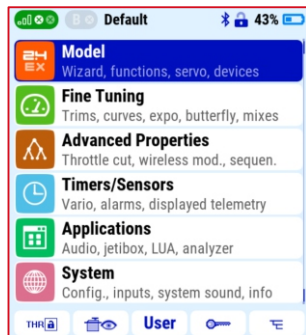 B Default 43%
24 EX
Model
Wizard, functions, servo, devices
Fine Tuning
Trims, curves, expo, butterfly, mixes
Advanced Properties
Throttle cut, wireless mod., sequen.
Timers/Sensors
Vario, alarms, displayed telemetry
Applications
Audio, jetibox, LUA, analyzer
System
Config., inputs, system sound, info
THR User